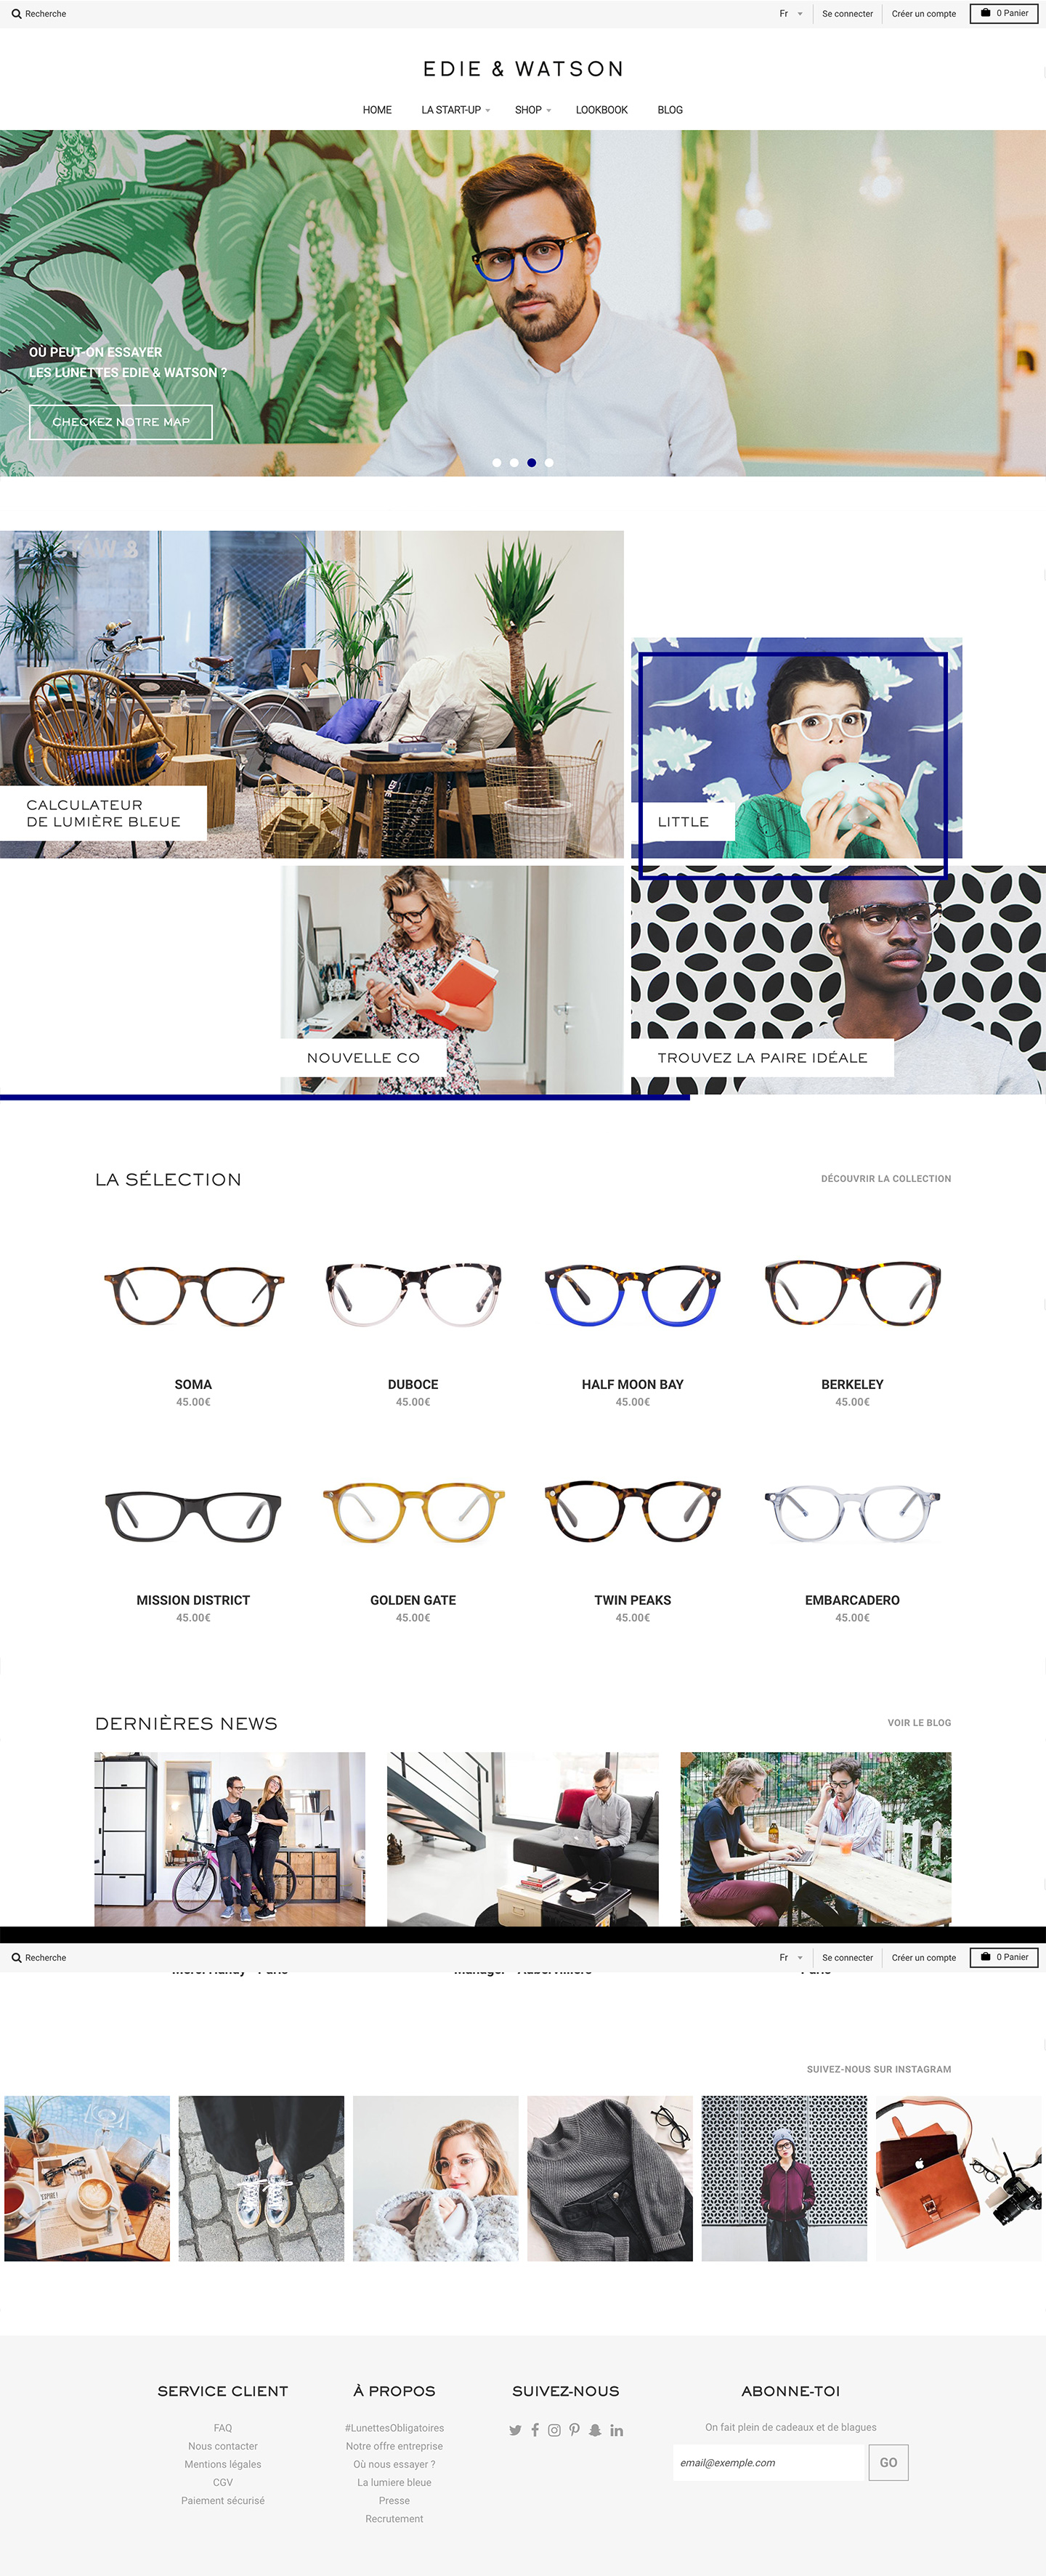 Recherche
Fr
Se connecter
Créer un compte
0 Panier
EDIE & WATSON
HOME
LA START-UP
SHOP
LOOKBOOK
BLOG
OÙ PEUT-ON ESSAYER
LES LUNETTES EDIE & WATSON ?
CHECKEZ NOTRE MAP
CALCULATEUR
DE LUMIÈRE BLEUE
LITTLE
NOUVELLE CO
TROUVEZ LA PAIRE IDÉALE
LA SÉLECTION
DÉCOUVRIR LA COLLECTION
SOMA
45.00€
DUBOCE
45.00€
HALF MOON BAY
45.00€
BERKELEY
45.00€
MISSION DISTRICT
45.00€
GOLDEN GATE
45.00€
TWIN PEAKS
45.00€
EMBARCADERO
45.00€
DERNIÈRES NEWS
VOIR LE BLOG
Recherche
Fr
Se connecter
Créer un compte
0 Panier
SUIVEZ-NOUS SUR INSTAGRAM
SERVICE CLIENT
FAQ
Nous contacter
Mentions légales
CGV
Paiement sécurisé
À PROPOS
#LunettesObligatoires
Notre offre entreprise
Où nous essayer ?
La lumiere bleue
Presse
Recrutement
SUIVEZ-NOUS
ABONNE-TOI
On fait plein de cadeaux et de blagues
email@exemple.com
GO